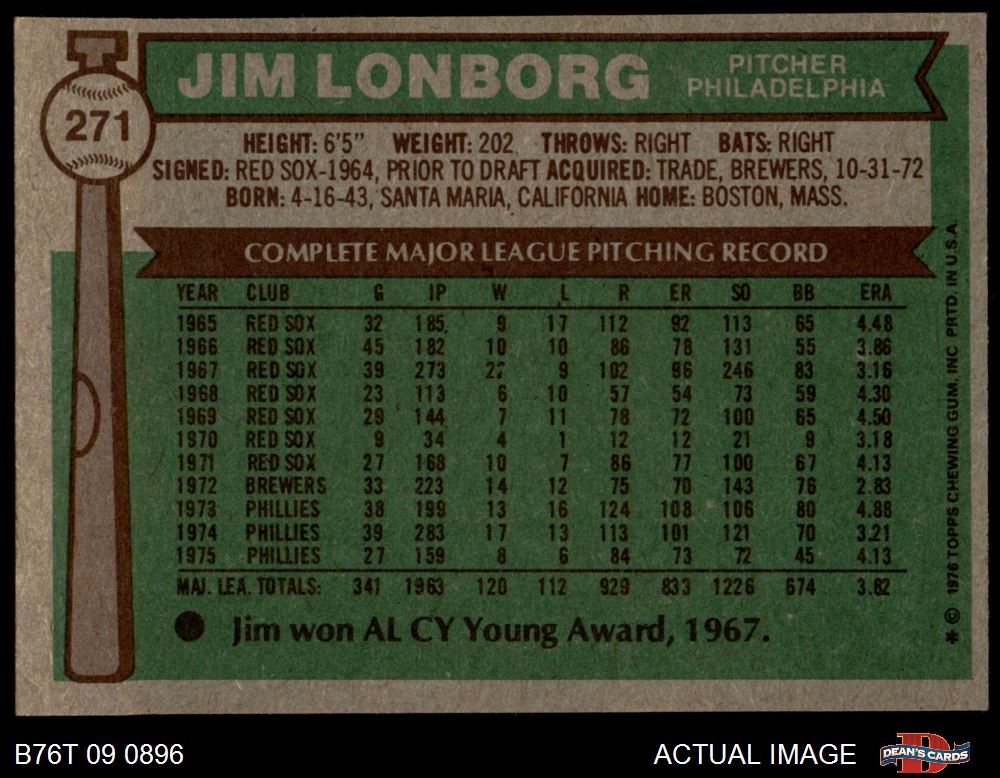 271
JIM LONBORG
PITCHER
PHILADELPHIA
HEIGHT: 6'5" WEIGHT: 202 THROWS: RIGHT BATS: RIGHT
SIGNED: RED SOX-1964, PRIOR TO DRAFT ACQUIRED: TRADE, BREWERS, 10-31-72
BORN: 4-16-43, SANTA MARIA, CALIFORNIA HOME: BOSTON, MASS.
COMPLETE MAJOR LEAGUE PITCHING RECORD
YEAR CLUB G IP W L R ER SO BB ERA
1965 RED SOX 32 185 9 17 112 92 113 65 4.48
1966 RED SOX 45 182 10 10 86 78 131 55 3.86
1967 RED SOX 39 273 22 9 102 96 246 83 3.16
1968 RED SOX 23 113 6 10 57 54 73 59 4.30
1969 RED SOX 29 144 7 11 78 72 100 65 4.50
1970 RED SOX 9 34 4 1 12 12 21 9 3.18
1971 RED SOX 27 168 10 7 86 77 100 67 4.13
1972 BREWERS 33 223 14 12 75 70 143 76 2.83
1973 PHILLIES 38 199 13 16 124 108 106 80 4.88
1974 PHILLIES 39 283 17 13 113 101 121 70 3.21
1975 PHILLIES 27 159 8 6 84 73 72 45 4.13
MAJ. LEA. TOTALS: 341 1963 120 112 929 833 1226 674 3.82
Jim won AL CY Young Award, 1967.
* © 1976 TOPPS CHEWING GUM, INC PRTD. IN U.S.A.
B76T 09 0896
ACTUAL IMAGE
D
DEAN'S CARDS